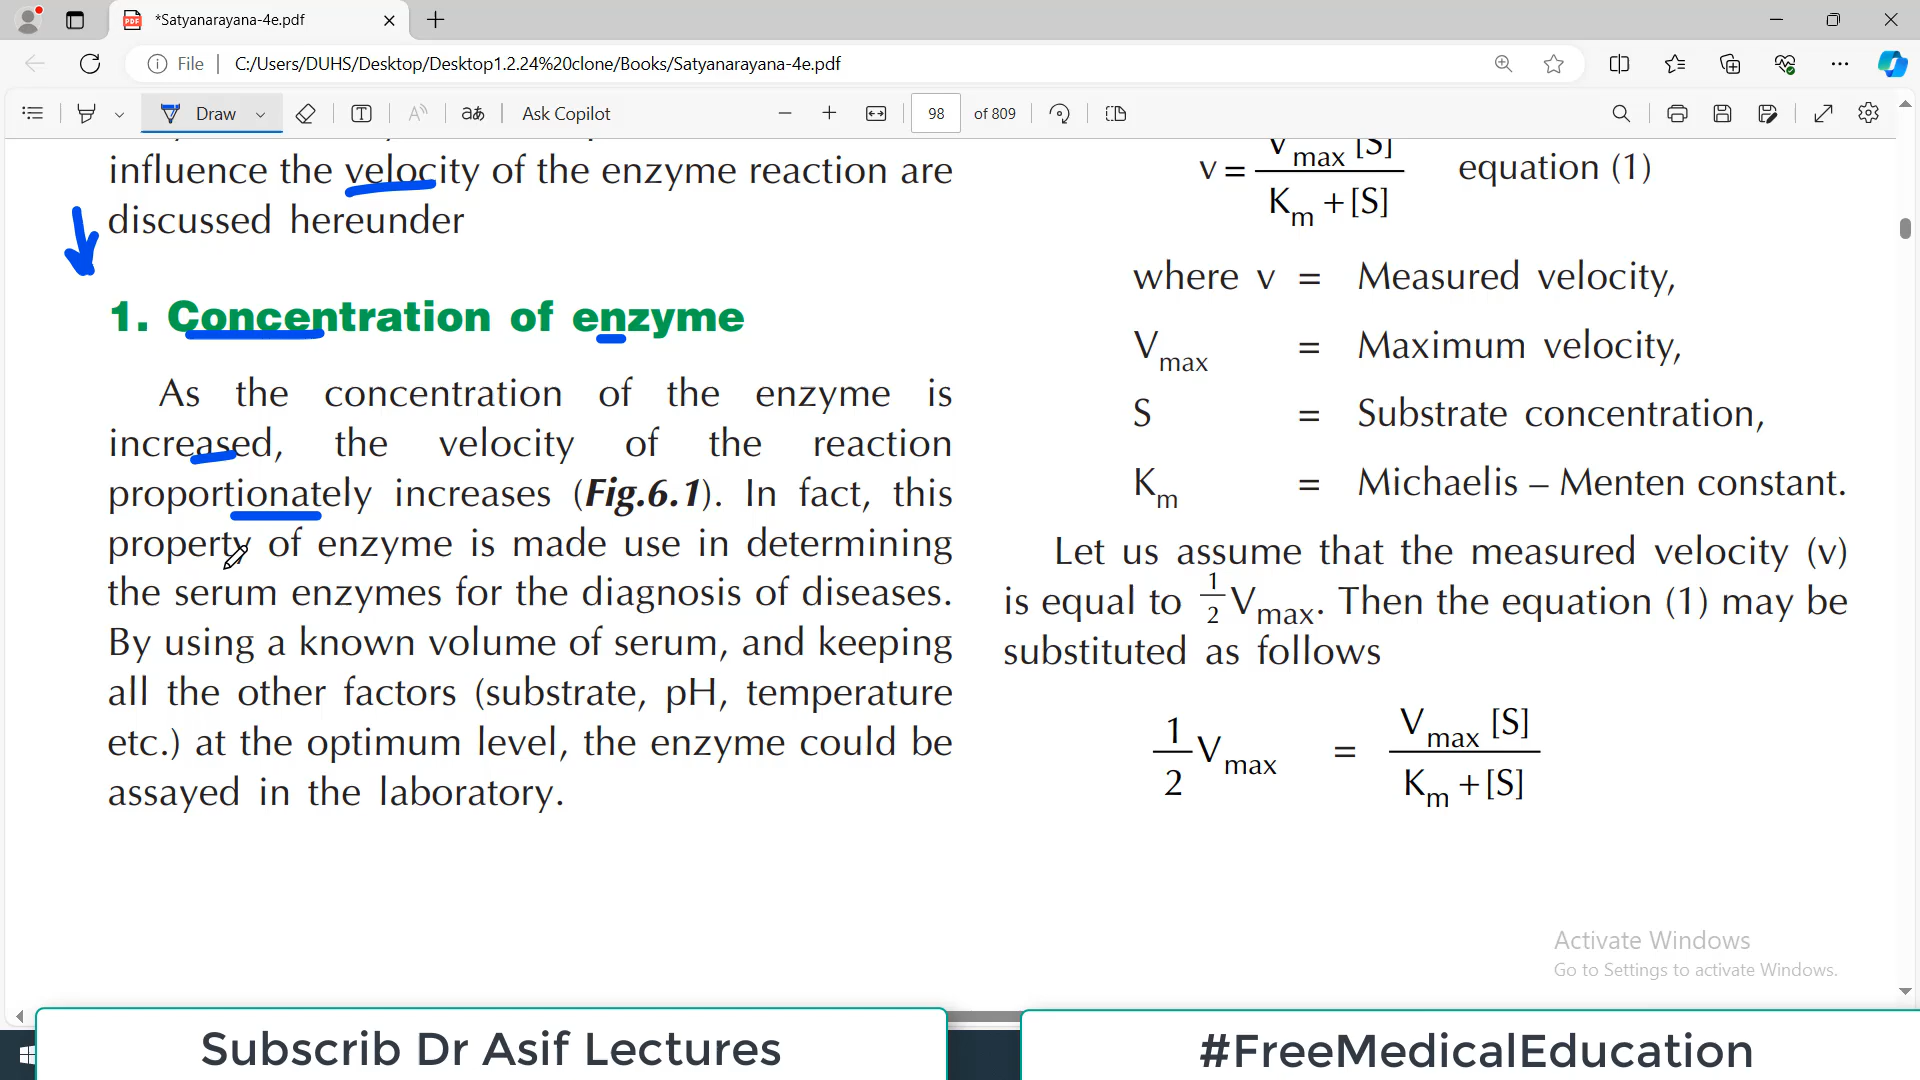 *Satyanarayana-4e.pdf
File
C:/Users/DUHS/Desktop/Desktop1.2.24%20clone/Books/Satyanarayana-4e.pdf
Draw
Ask Copilot
98 of 809
influence the velocity of the enzyme reaction are
discussed hereunder
1. Concentration of enzyme
As the concentration of the enzyme is
increased, the velocity of the reaction
proportionately increases (Fig.6.1). In fact, this
property of enzyme is made use in determining
the serum enzymes for the diagnosis of diseases.
By using a known volume of serum, and keeping
all the other factors (substrate, pH, temperature
etc.) at the optimum level, the enzyme could be
assayed in the laboratory.
v = Vmax [S] / Km + [S] equation (1)
where v = Measured velocity,
Vmax = Maximum velocity,
S = Substrate concentration,
Km = Michaelis – Menten constant.
Let us assume that the measured velocity (v)
is equal to 1/2 Vmax. Then the equation (1) may be
substituted as follows
1/2 Vmax = Vmax [S] / Km + [S]
Activate Windows
Go to Settings to activate Windows.
Subscrib Dr Asif Lectures
#FreeMedicalEducation